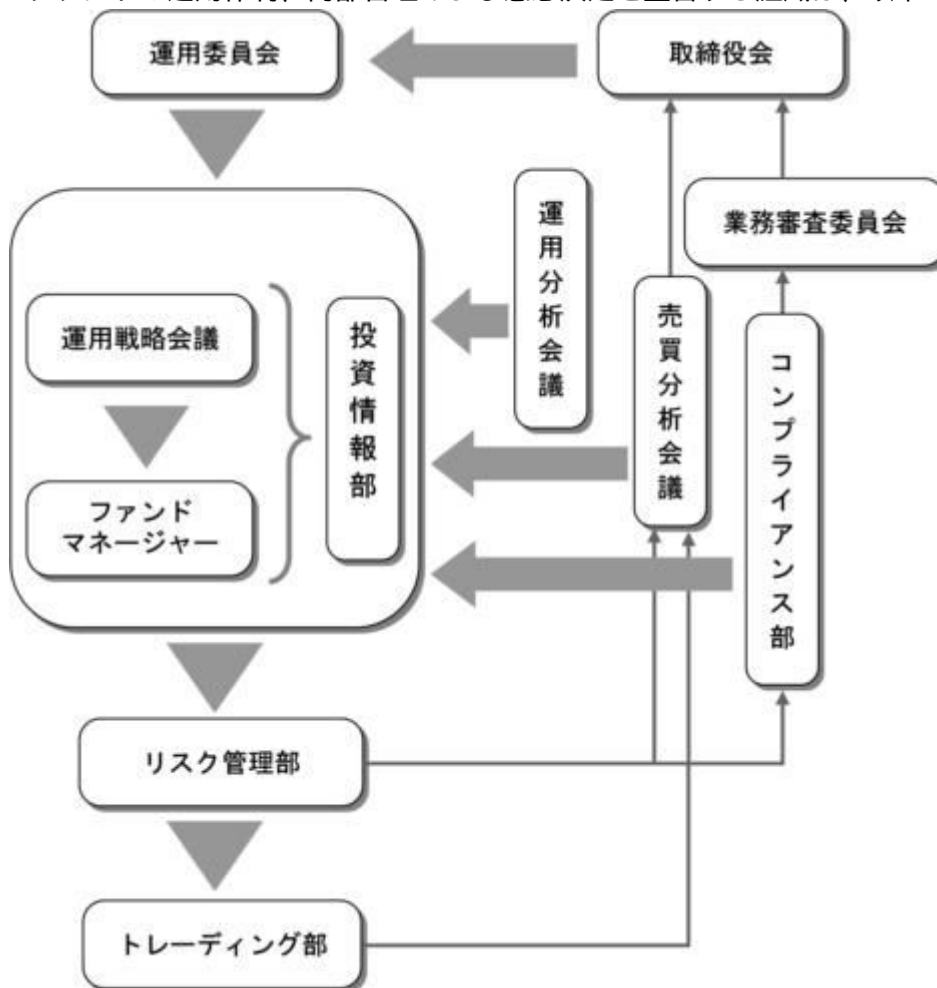 運用委員会
取締役会
運用分析会議
業務審査委員会
運用戦略会議
投資情報部
売買分析会議
コンプライアンス部
ファンド
マネージャー
リスク管理部
トレーディング部